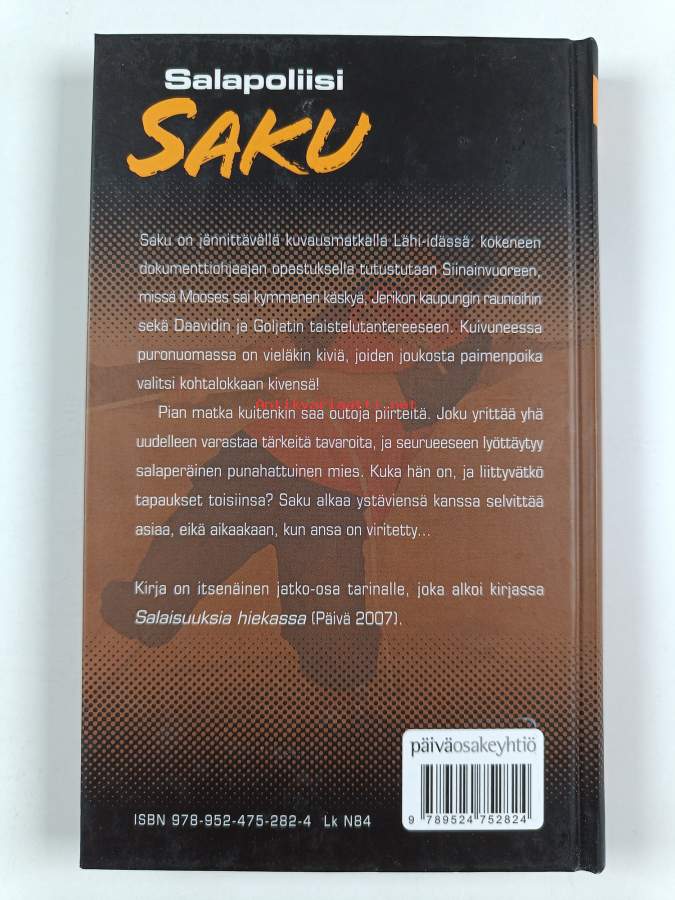 Salapoliisi
SAKU
Saku on jännittävällä kuvausmatkalla Lähi-idässä: kokeneen
dokumenttiohjaajan opastuksella tutustutaan Siinainvuoreen,
missä Mooses sai kymmenen käskyä, Jerikon kaupungin raunioihin
sekä Daavidin ja Goljatin taistelutantereeseen. Kuivuneessa
puronuomassa on vieläkin kiviä, joiden joukosta paimenpoika
valitsi kohtalokkaan kivensä!
antikvariaatti.net
Pian matka kuitenkin saa outoja piirteitä. Joku yrittää yhä
uudelleen varastaa tärkeitä tavaroita, ja seurueeseen lyöttäytyy
salaperäinen punahattuinen mies. Kuka hän on, ja liittyvätkö
tapaukset toisiinsa? Saku alkaa ystäviensä kanssa selvittää
asiaa, eikä aikaakaan, kun ansa on viritetty...
Kirja on itsenäinen jatko-osa tarinalle, joka alkoi kirjassa
Salaisuuksia hiekassa (Päivä 2007).
päiväosakeyhtiö
9 789524 752824
ISBN 978-952-475-282-4 Lk N84